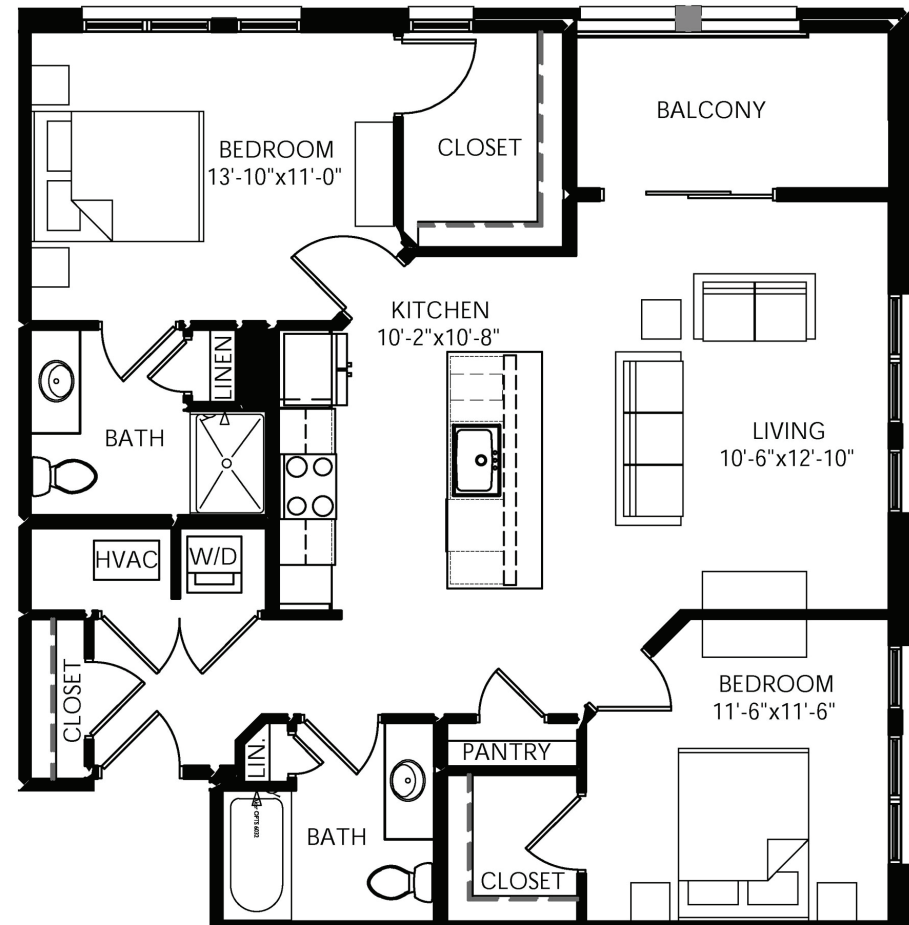 BALCONY
BEDROOM
13'-10"x11'-0"
CLOSET
KITCHEN
10'-2"x10'-8"
LINEN
BATH
LIVING
10'-6"x12'-10"
HVAC
W/D
CLOSET
BEDROOM
11'-6"x11'-6"
PANTRY
LIN.
BATH
CLOSET